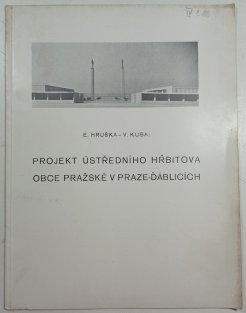 E. HRUŠKA – V. KUBA:
PROJEKT ÚSTŘEDNÍHO HŘBITOVA
OBCE PRAŽSKÉ V PRAZE-ĎÁBLICÍCH